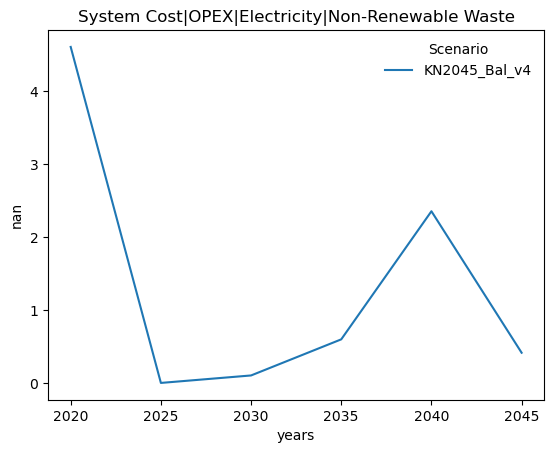 System Cost|OPEX|Electricity|Non-Renewable Waste
Scenario
KN2045_Bal_v4
4
3
2
1
0
nan
2020 2025 2030 2035 2040 2045
years